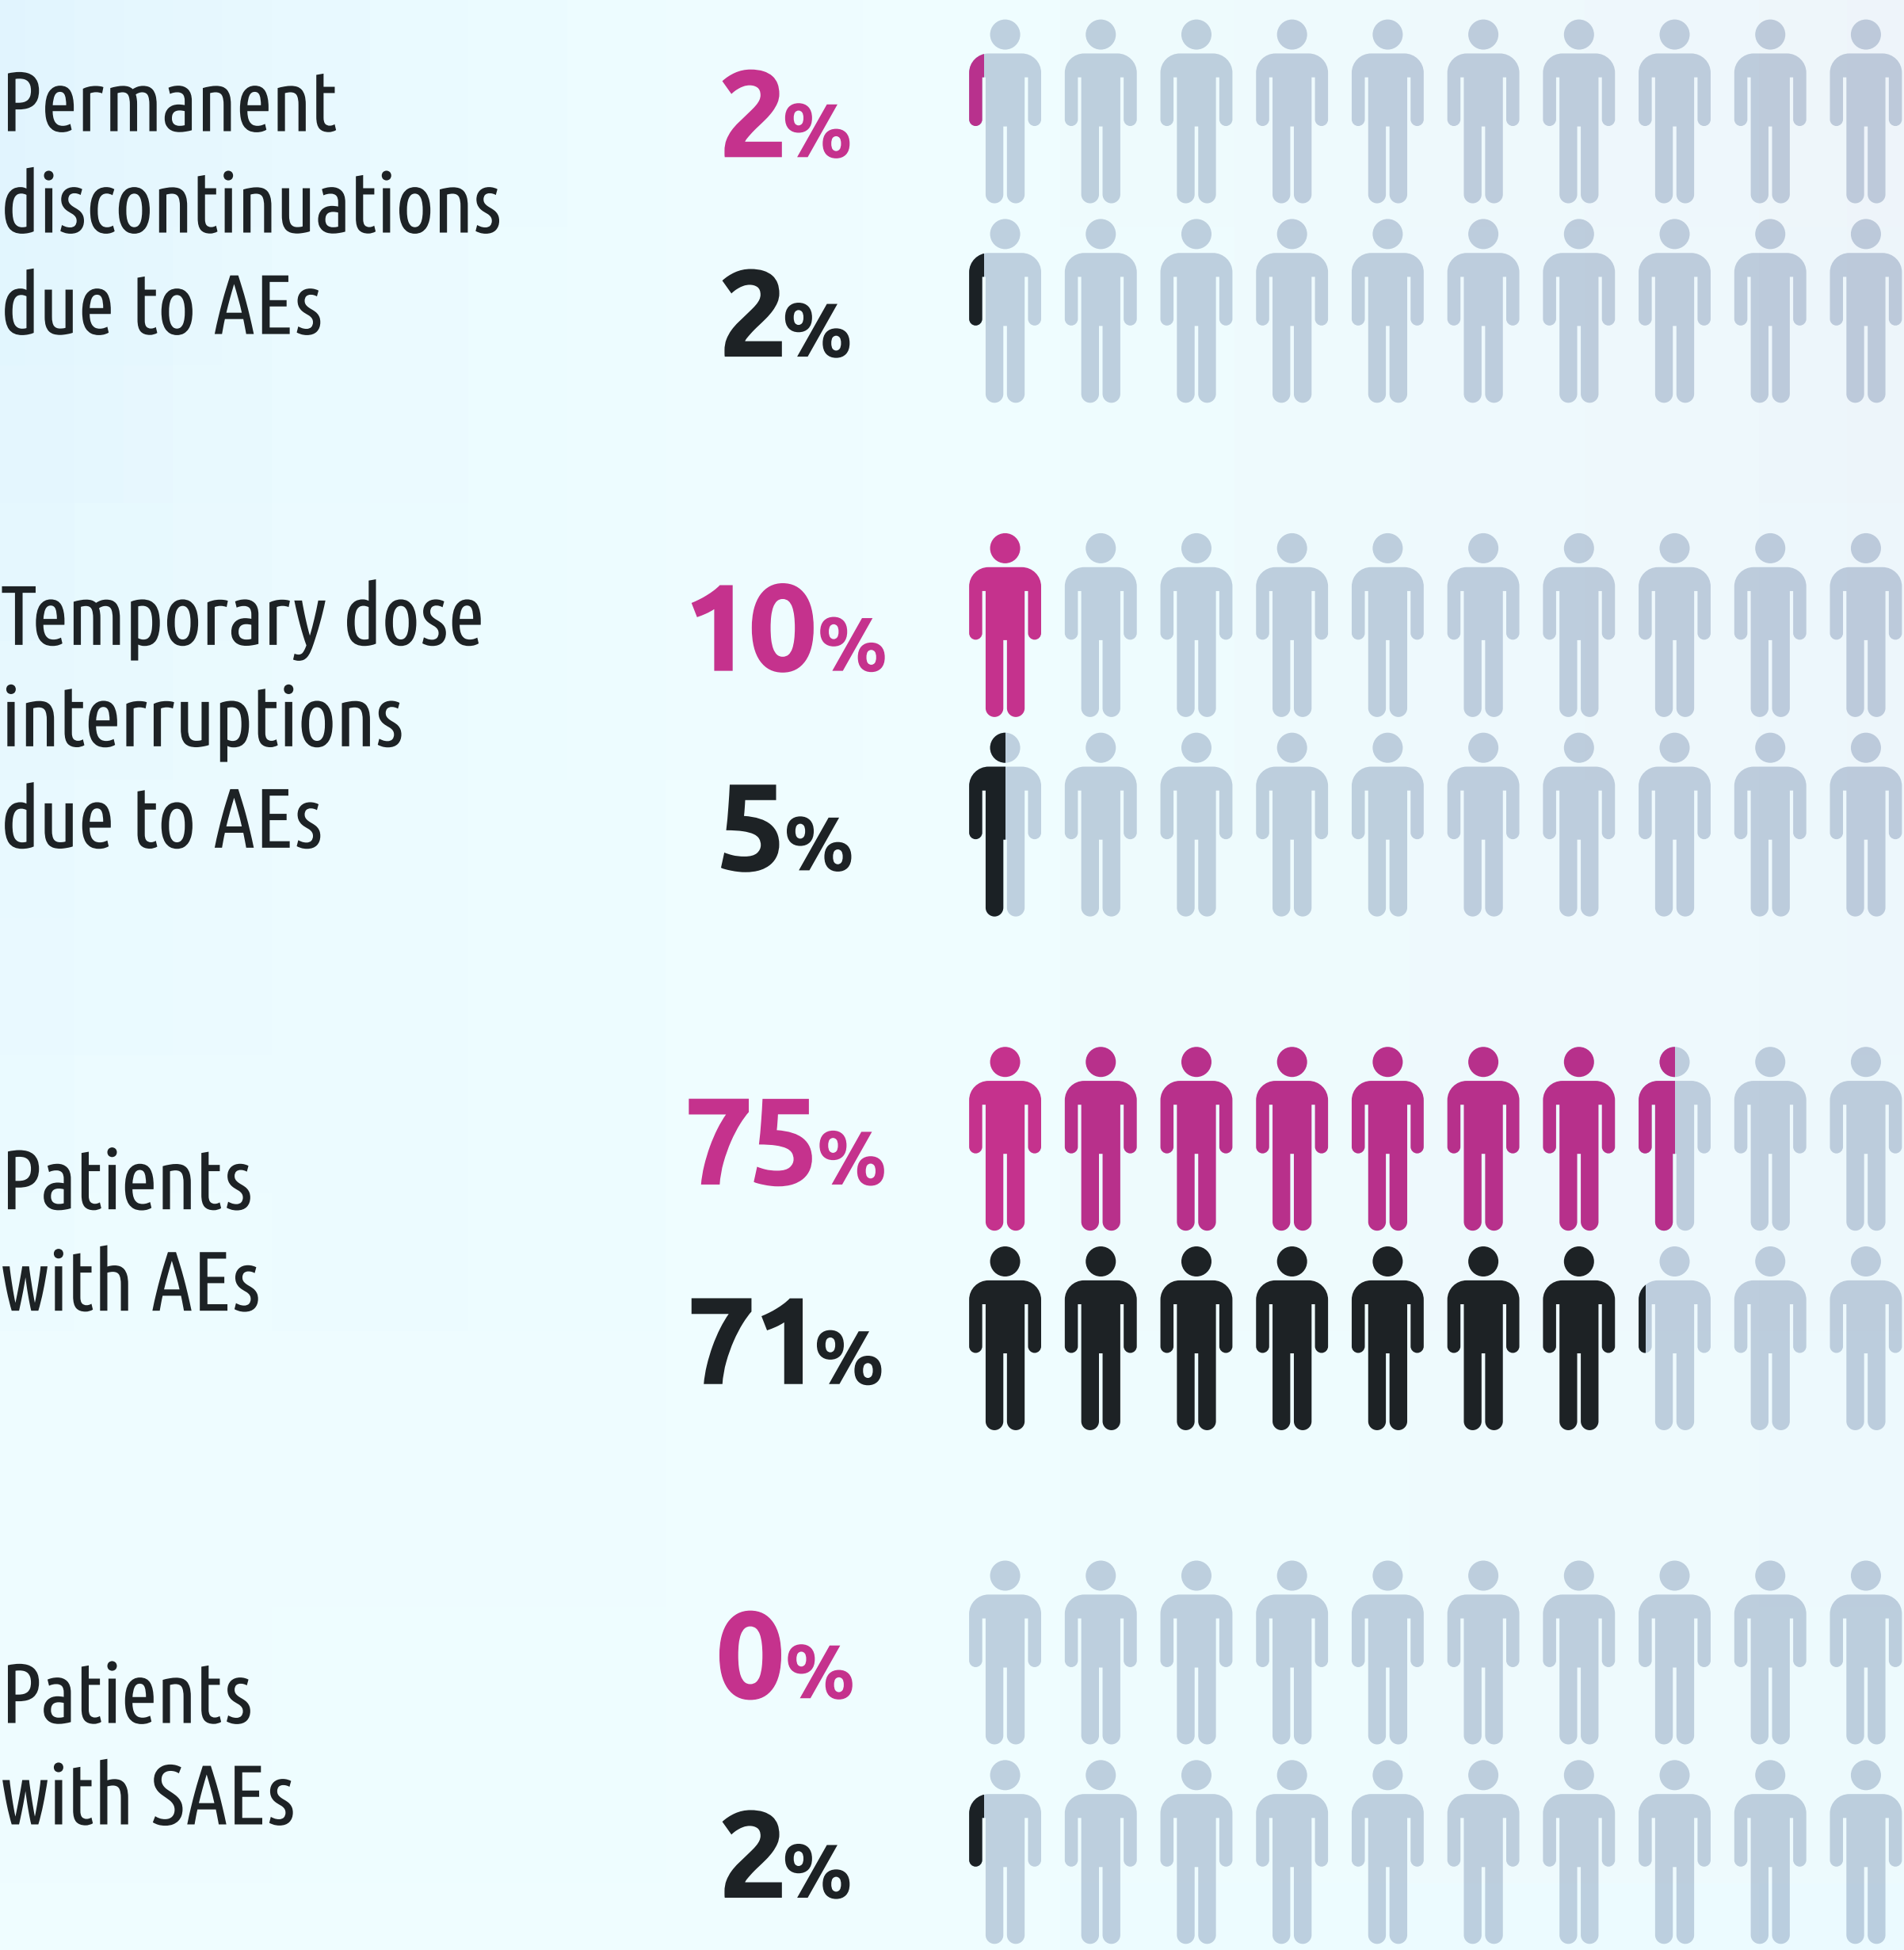 Permanent
discontinuations
due to AEs
2%
2%
Temporary dose
interruptions
due to AEs
10%
5%
Patients
with AEs
75%
71%
Patients
with SAEs
0%
2%